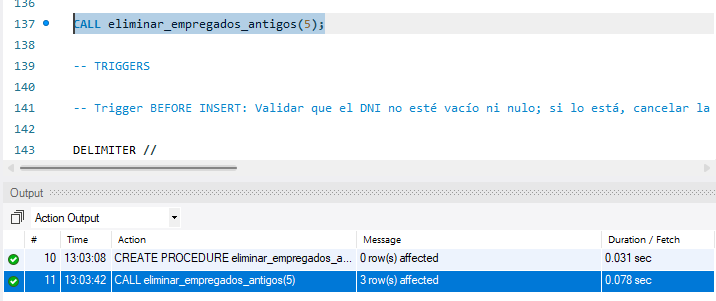 136
137 CALL eliminar_empregados_antigos(5);
138
139 -- TRIGGERS
140
141 -- Trigger BEFORE INSERT: Validar que el DNI no esté vacío ni nulo; si lo está, cancelar la
142
143 DELIMITER //
Output
Action Output
# Time Action Message Duration / Fetch
10 13:03:08 CREATE PROCEDURE eliminar_empregados_a... 0 row(s) affected 0.031 sec
11 13:03:42 CALL eliminar_empregados_antigos(5) 3 row(s) affected 0.078 sec